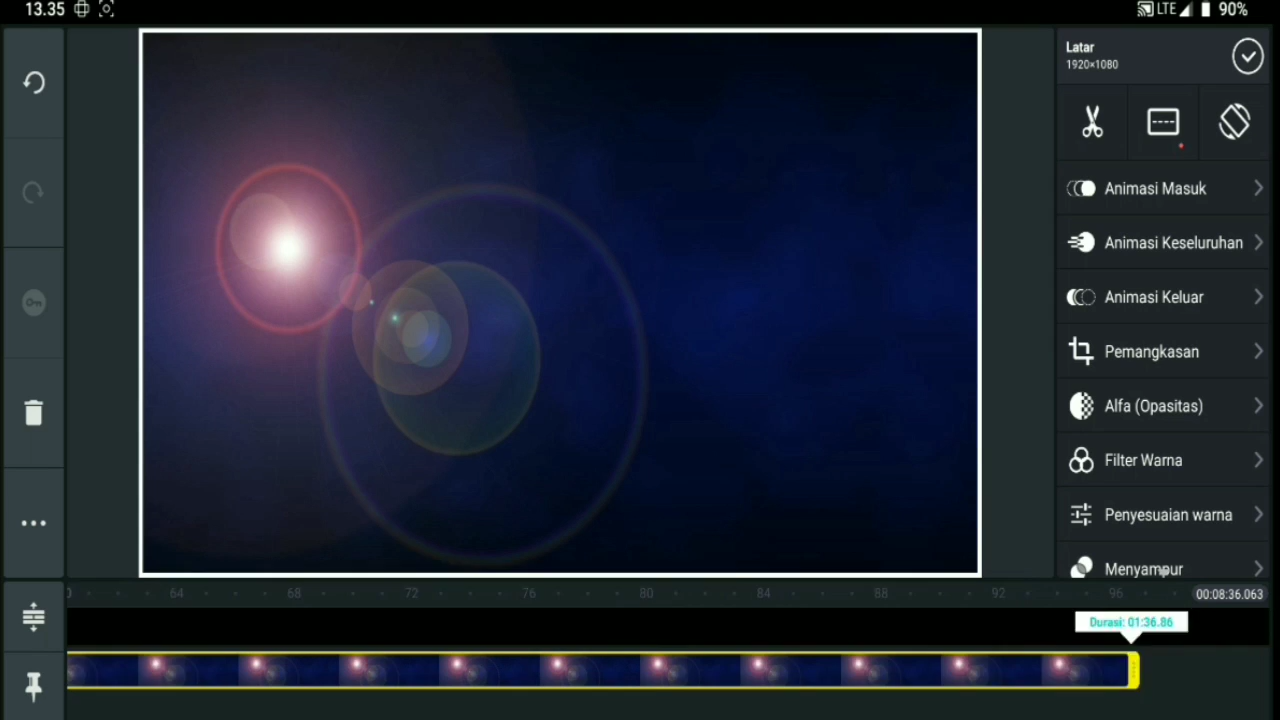 13.35
LTE 90%
Latar
1920×1080
Animasi Masuk
Animasi Keseluruhan
Animasi Keluar
Pemangkasan
Alfa (Opasitas)
Filter Warna
Penyesuaian warna
Menyampur
64 68 72 76 80 84 88 92 96
00:08:36.063
Durasi: 01:36.86